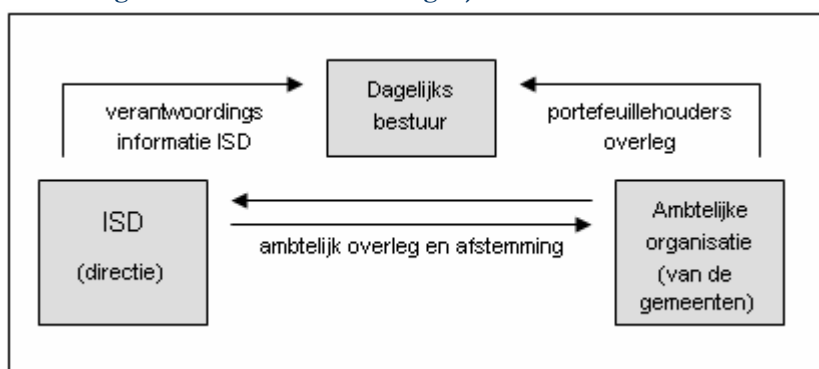 verantwoordings
informatie ISD
Dagelijks
bestuur
portefeuillehouders
overleg
ISD
(directie)
ambtelijk overleg en afstemming
Ambtelijke
organisatie
(van de
gemeenten)